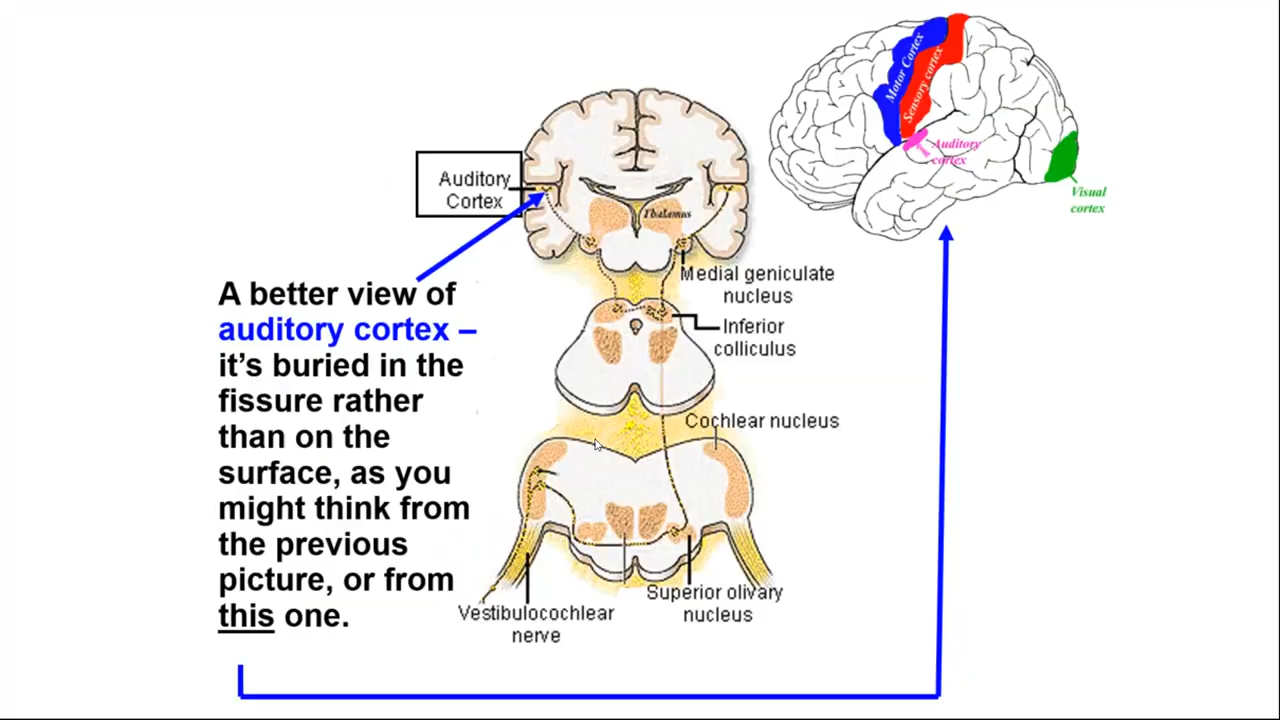 A better view of
auditory cortex –
it's buried in the
fissure rather
than on the
surface, as you
might think from
the previous
picture, or from
this one.
Auditory
Cortex
Thalamus
Medial geniculate
nucleus
Inferior
colliculus
Cochlear nucleus
Superior olivary
nucleus
Vestibulocochlear
nerve
Motor Cortex
Sensory cortex
Auditory
cortex
Visual
cortex